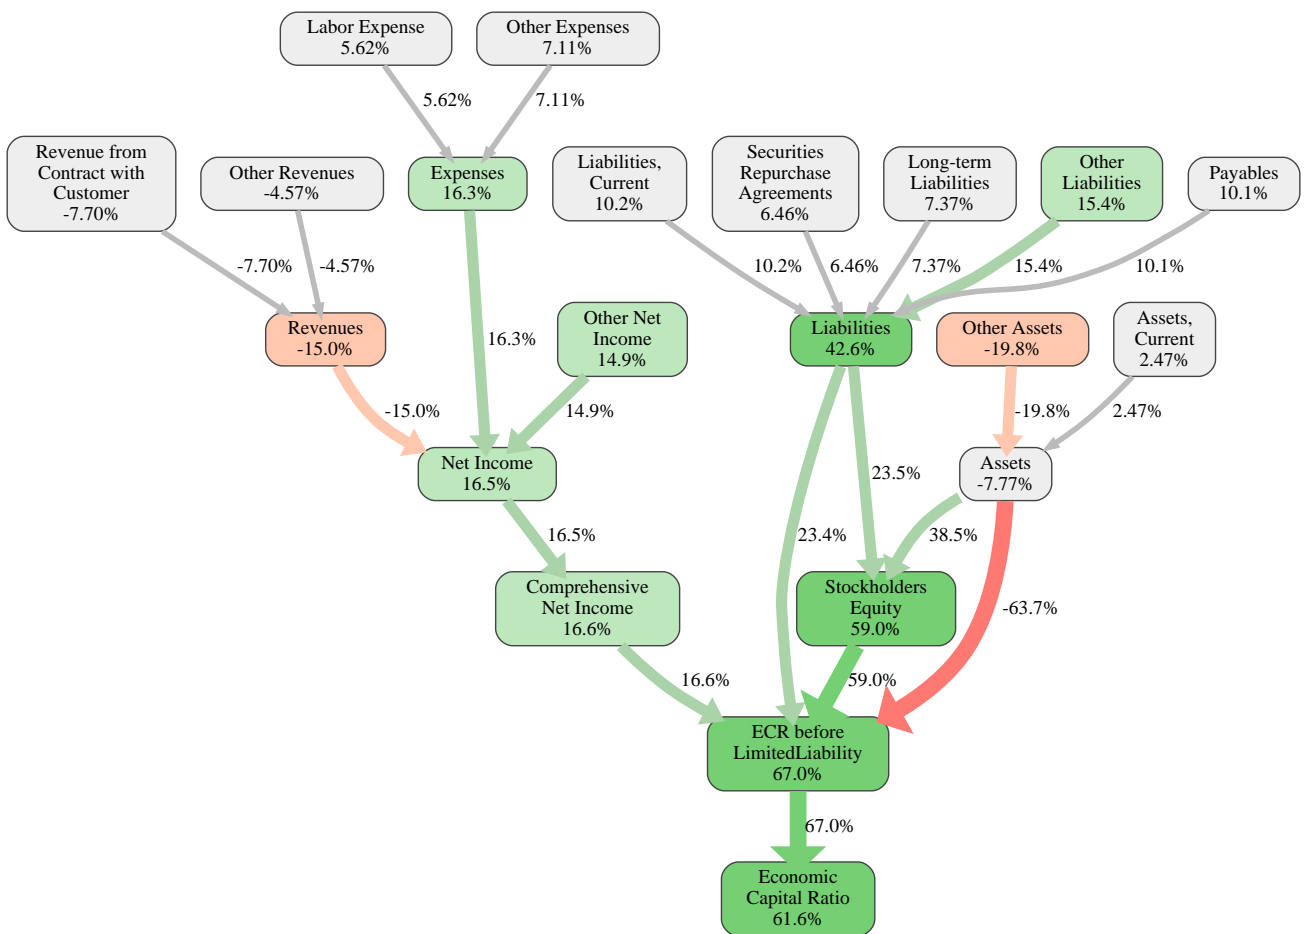 Labor Expense
5.62%
Other Expenses
7.11%
5.62%
7.11%
Revenue from
Contract with
Customer
-7.70%
Other Revenues
-4.57%
Expenses
16.3%
Liabilities,
Current
10.2%
Securities
Repurchase
Agreements
6.46%
Long-term
Liabilities
7.37%
Other
Liabilities
15.4%
Payables
10.1%
-7.70%
-4.57%
10.2%
6.46%
7.37%
15.4%
10.1%
Revenues
-15.0%
16.3%
Other Net
Income
14.9%
Liabilities
42.6%
Other Assets
-19.8%
Assets,
Current
2.47%
-15.0%
14.9%
-19.8%
2.47%
Net Income
16.5%
23.5%
Assets
-7.77%
16.5%
23.4%
38.5%
Comprehensive
Net Income
16.6%
Stockholders
Equity
59.0%
-63.7%
16.6%
59.0%
ECR before
LimitedLiability
67.0%
67.0%
Economic
Capital Ratio
61.6%